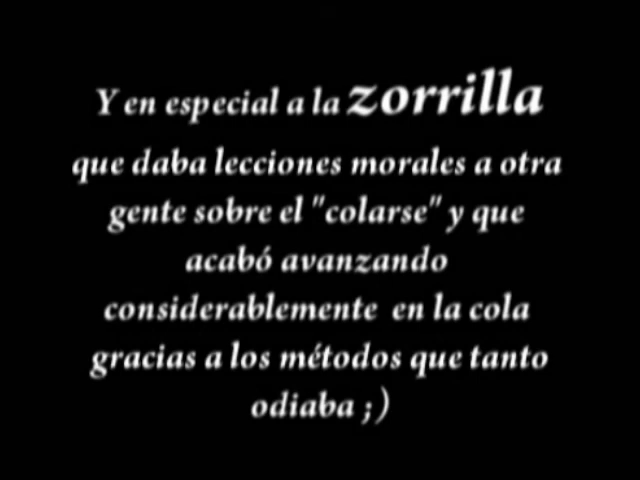 Y en especial a la zorrilla
que daba lecciones morales a otra
gente sobre el "colarse" y que
acabó avanzando
considerablemente en la cola
gracias a los métodos que tanto
odiaba ;)